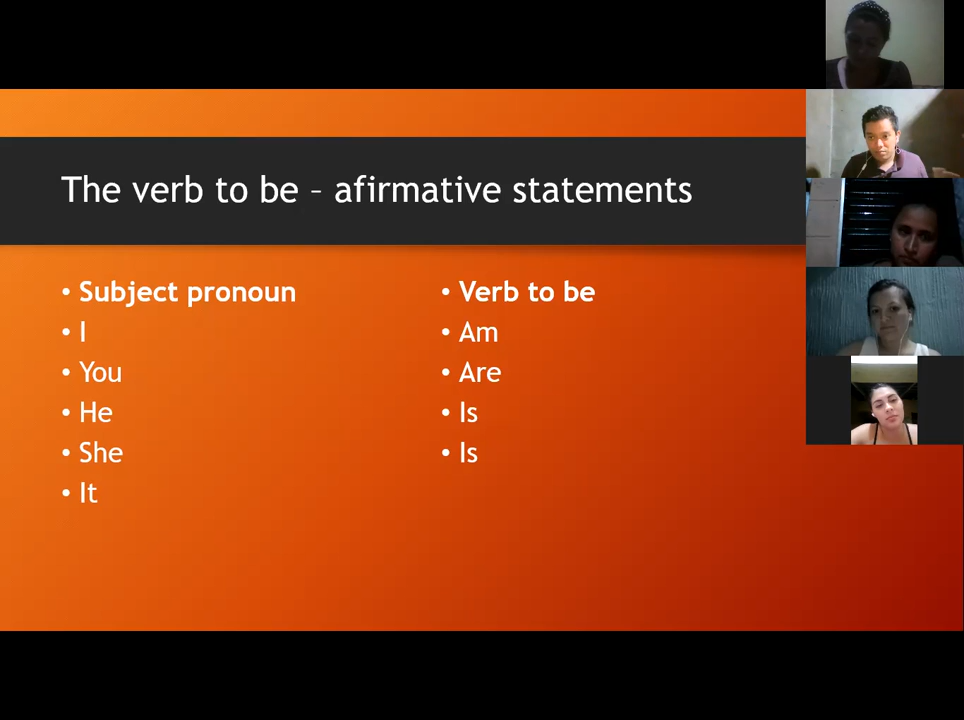 The verb to be – afirmative statements
• Subject pronoun
• I
• You
• He
• She
• It
• Verb to be
• Am
• Are
• Is
• Is